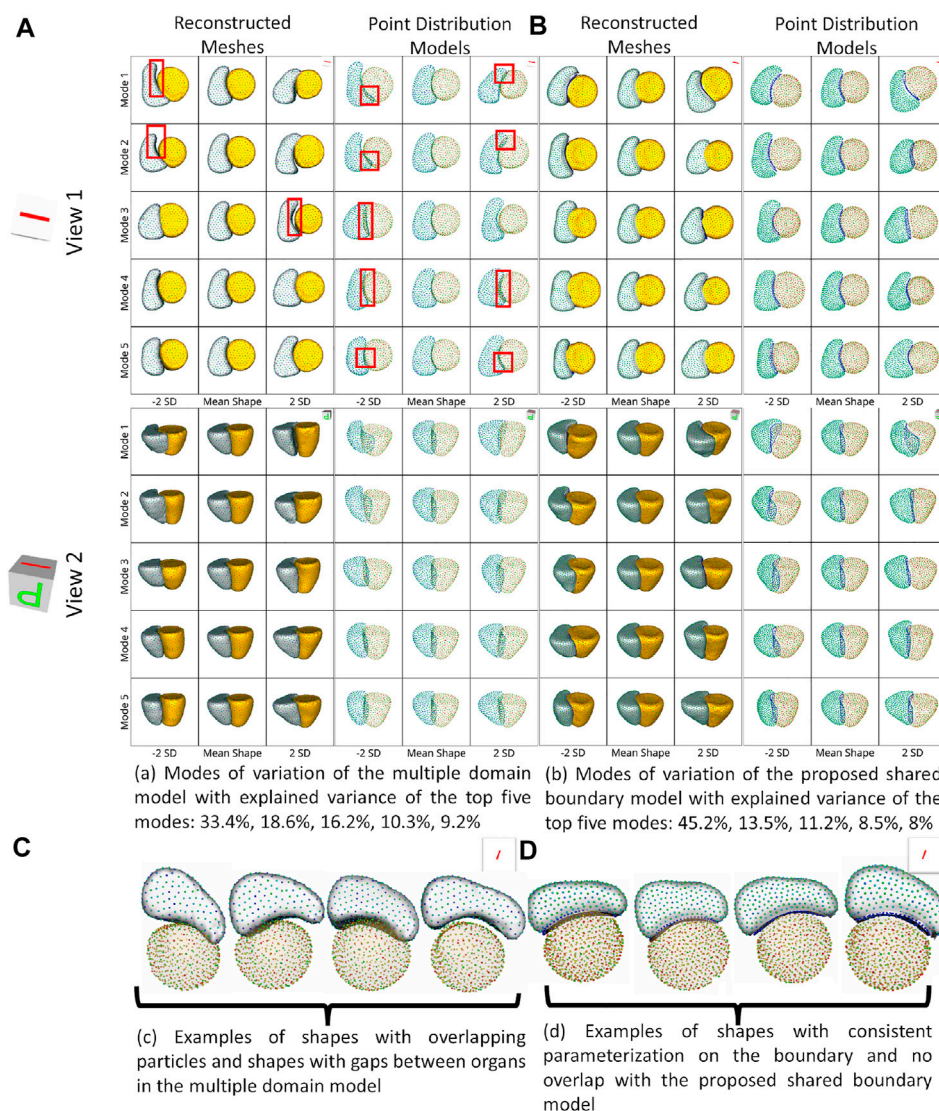 A
Reconstructed
Meshes
Point Distribution
Models
B
Reconstructed
Meshes
Point Distribution
Models
View 1
Mode 1
Mode 2
Mode 3
Mode 4
Mode 5
-2 SD Mean Shape 2 SD -2 SD Mean Shape 2 SD -2 SD Mean Shape 2 SD -2 SD Mean Shape 2 SD
View 2
Mode 1
Mode 2
Mode 3
Mode 4
Mode 5
-2 SD Mean Shape 2 SD -2 SD Mean Shape 2 SD -2 SD Mean Shape 2 SD -2 SD Mean Shape 2 SD
(a) Modes of variation of the multiple domain
model with explained variance of the top five
modes: 33.4%, 18.6%, 16.2%, 10.3%, 9.2%
(b) Modes of variation of the proposed shared
boundary model with explained variance of the
top five modes: 45.2%, 13.5%, 11.2%, 8.5%, 8%
C
D
(c) Examples of shapes with overlapping
particles and shapes with gaps between organs
in the multiple domain model
(d) Examples of shapes with consistent
parameterization on the boundary and no
overlap with the proposed shared boundary
model